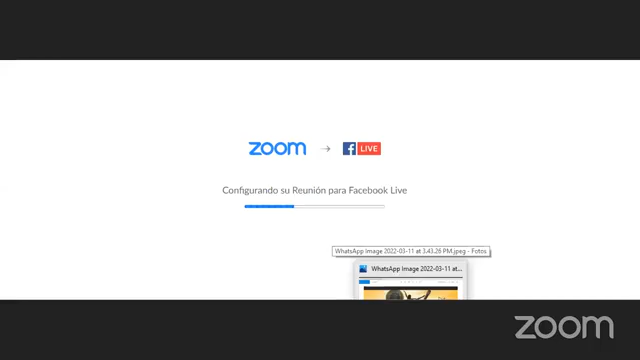 zoom → f LIVE
Configurando su Reunión para Facebook Live
WhatsApp Image 2022-03-11 at 3.43.26 PM.jpeg - Fotos
WhatsApp Image 2022-03-11 at...
zoom